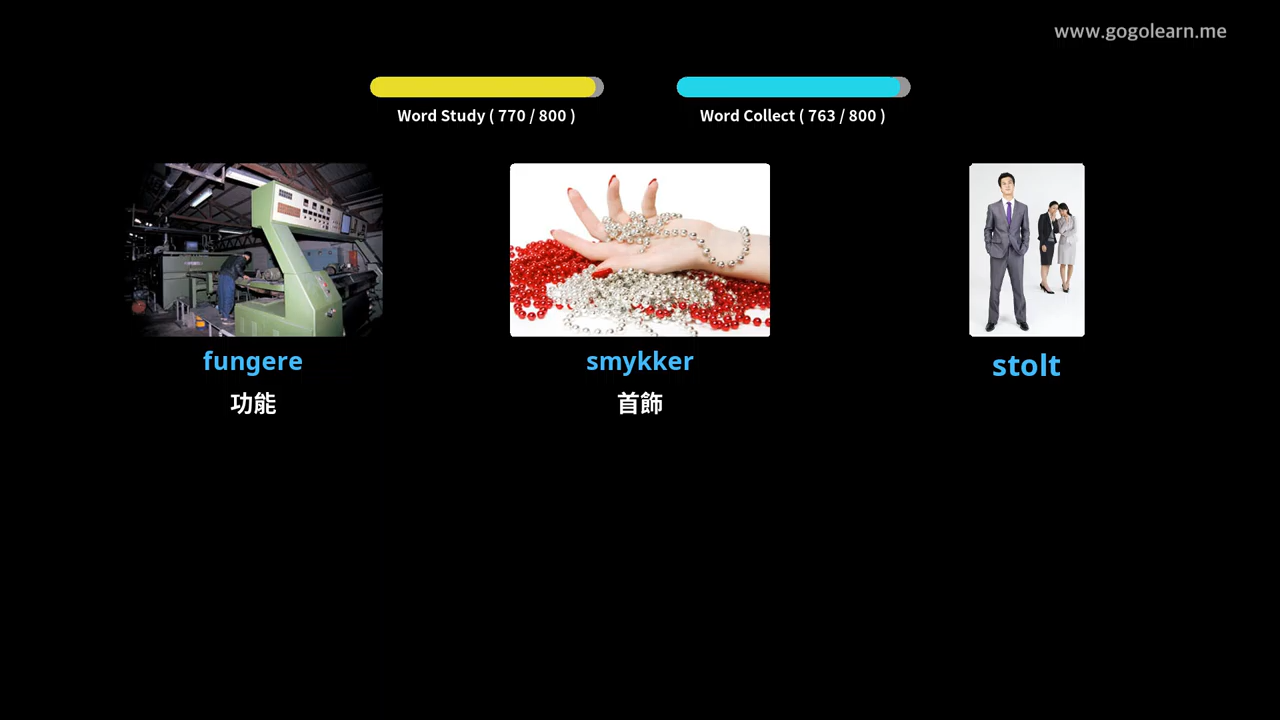 www.gogolearn.me
Word Study ( 770 / 800 )
Word Collect ( 763 / 800 )
fungere
smykker
stolt
功能
首飾